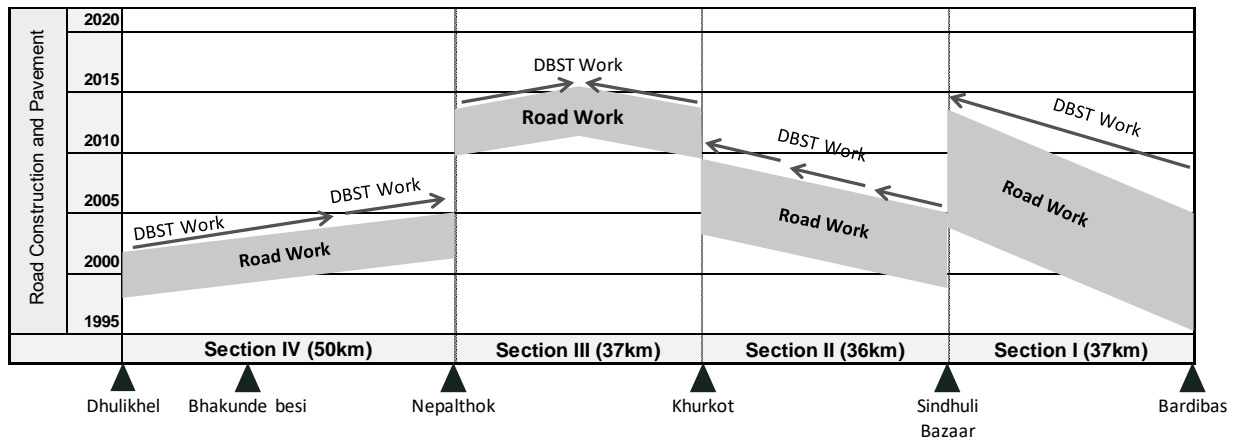 Road Construction and Pavement
2020
2015
2010
2005
2000
1995
DBST Work
Road Work
DBST Work
DBST Work
Road Work
DBST Work
Road Work
DBST Work
Road Work
Section IV (50km)
Section III (37km)
Section II (36km)
Section I (37km)
Dhulikhel
Bhakunde besi
Nepalthok
Khurkot
Sindhuli
Bazaar
Bardibas